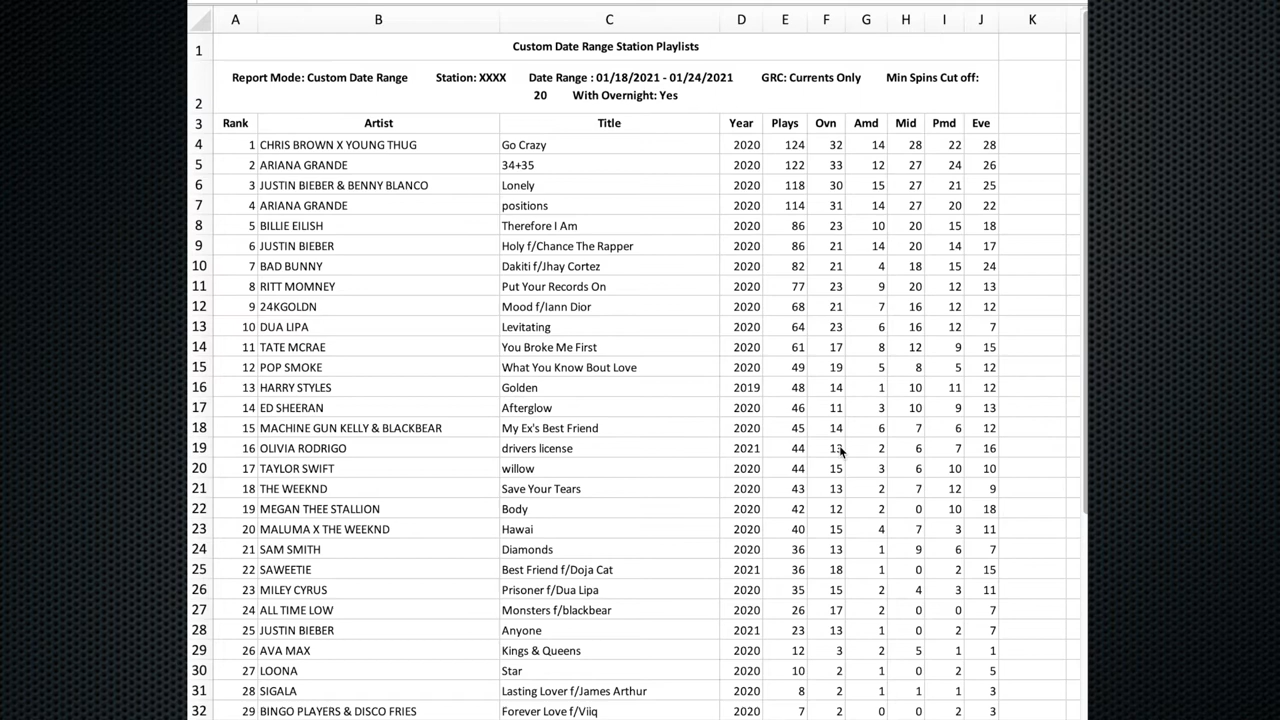 A B C D E F G H I J K
1 Custom Date Range Station Playlists
Report Mode: Custom Date Range Station: XXXX Date Range : 01/18/2021 - 01/24/2021 GRC: Currents Only Min Spins Cut off:
2 20 With Overnight: Yes
3 Rank Artist Title Year Plays Ovn Amd Mid Pmd Eve
4 1 CHRIS BROWN X YOUNG THUG Go Crazy 2020 124 32 14 28 22 28
5 2 ARIANA GRANDE 34+35 2020 122 33 12 27 24 26
6 3 JUSTIN BIEBER & BENNY BLANCO Lonely 2020 118 30 15 27 21 25
7 4 ARIANA GRANDE positions 2020 114 31 14 27 20 22
8 5 BILLIE EILISH Therefore I Am 2020 86 23 10 20 15 18
9 6 JUSTIN BIEBER Holy f/Chance The Rapper 2020 86 21 14 20 14 17
10 7 BAD BUNNY Dakiti f/Jhay Cortez 2020 82 21 4 18 15 24
11 8 RITT MOMNEY Put Your Records On 2020 77 23 9 20 12 13
12 9 24KGOLDN Mood f/Iann Dior 2020 68 21 7 16 12 12
13 10 DUA LIPA Levitating 2020 64 23 6 16 12 7
14 11 TATE MCRAE You Broke Me First 2020 61 17 8 12 9 15
15 12 POP SMOKE What You Know Bout Love 2020 49 19 5 8 5 12
16 13 HARRY STYLES Golden 2019 48 14 1 10 11 12
17 14 ED SHEERAN Afterglow 2020 46 11 3 10 9 13
18 15 MACHINE GUN KELLY & BLACKBEAR My Ex's Best Friend 2020 45 14 6 7 6 12
19 16 OLIVIA RODRIGO drivers license 2021 44 13 2 6 7 16
20 17 TAYLOR SWIFT willow 2020 44 15 3 6 10 10
21 18 THE WEEKND Save Your Tears 2020 43 13 2 7 12 9
22 19 MEGAN THEE STALLION Body 2020 42 12 2 0 10 18
23 20 MALUMA X THE WEEKND Hawai 2020 40 15 4 7 3 11
24 21 SAM SMITH Diamonds 2020 36 13 1 9 6 7
25 22 SAWEETIE Best Friend f/Doja Cat 2021 36 18 1 0 2 15
26 23 MILEY CYRUS Prisoner f/Dua Lipa 2020 35 15 2 4 3 11
27 24 ALL TIME LOW Monsters f/blackbear 2020 26 17 2 0 0 7
28 25 JUSTIN BIEBER Anyone 2021 23 13 1 0 2 7
29 26 AVA MAX Kings & Queens 2020 12 3 2 5 1 1
30 27 LOONA Star 2020 10 2 1 0 2 5
31 28 SIGALA Lasting Lover f/James Arthur 2020 8 2 1 1 1 3
32 29 BINGO PLAYERS & DISCO FRIES Forever Love f/Viiq 2020 7 2 0 0 2 3